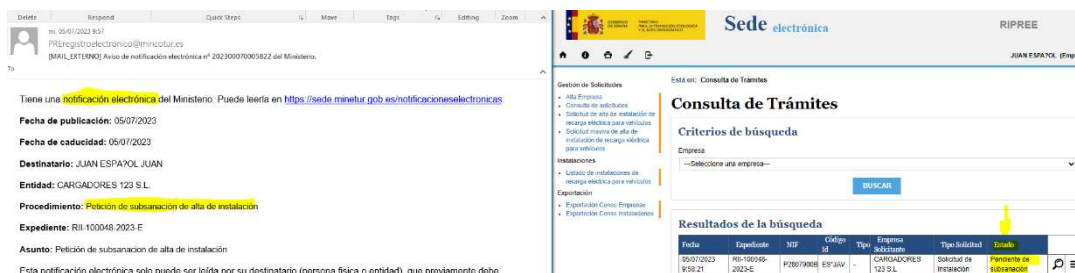 Delete Respond Quick Steps Move Tags Editing Zoom
mi. 05/07/2023 9:57
PREregistroelectronico@mincotur.es
[MAIL_EXTERNO] Aviso de notificación electrónica nº 202300070005822 del Ministerio.
To
Tiene una notificación electrónica del Ministerio. Puede leerla en https://sede.minetur.gob.es/notificacioneselectronicas
Fecha de publicación: 05/07/2023
Fecha de caducidad: 05/07/2023
Destinatario: JUAN ESPA?OL JUAN
Entidad: CARGADORES 123 S.L.
Procedimiento: Petición de subsanación de alta de instalación
Expediente: RII-100048-2023-E
Asunto: Petición de subsanacion de alta de instalación
Esta notificación electrónica solo puede ser leída por su destinatario (persona física o entidad), que previamente debe
Sede electrónica
RIPREE
JUAN ESPA?OL (Emp
Gestión de Solicitudes
Alta Empresa
Consulta de solicitudes
Solicitud de alta de instalación de
recarga eléctrica para vehículos
Solicitud masiva de alta de
instalación de recarga eléctrica
para vehículos
Instalaciones
Listado de instalaciones de
recarga eléctrica para vehículos
Exportación
Exportación Censo Empresas
Exportación Censo Instalaciones
Está en: Consulta de Trámites
Consulta de Trámites
Criterios de búsqueda
Empresa
---Seleccione una empresa---
BUSCAR
Resultados de la búsqueda
Fecha Expediente NIF Código id Tipo Empresa Solicitante Tipo Solicitud Estado
05/07/2023 9:58:21 RII-100048-2023-E P28079008 ES*JAV - CARGADORES 123 S.L. Solicitud de Instalación Pendiente de subsanación